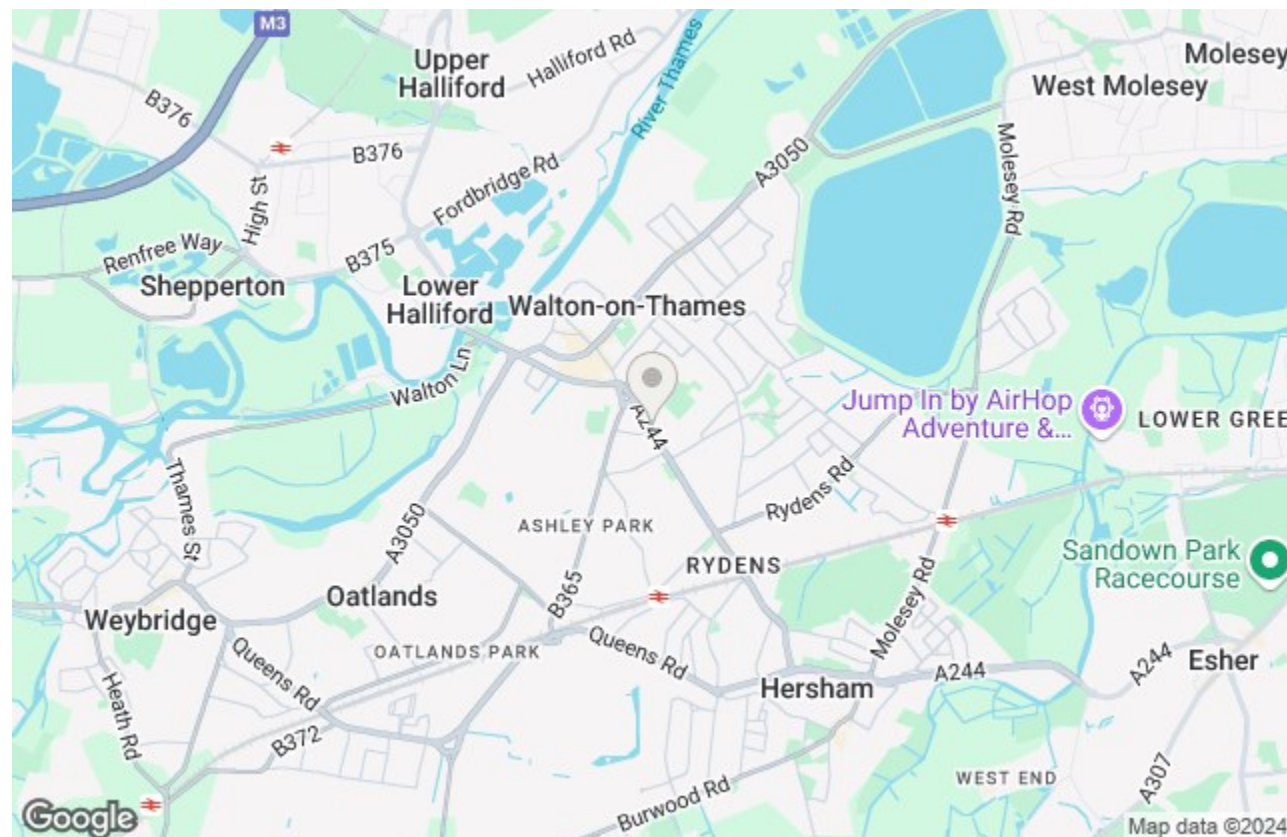 M3
Upper
Halliford
Halliford Rd
River Thames
Molesey
West Molesey
B376
B376
A3050
Molesey Rd
High St
Fordbridge Rd
Renfree Way
B375
Shepperton
Lower
Halliford
Walton-on-Thames
Walton Ln
A244
Jump In by AirHop
Adventure &...
LOWER GREE
Thames St
A3050
Rydens Rd
ASHLEY PARK
Sandown Park
Racecourse
RYDENS
Oatlands
B365
Weybridge
Molesey Rd
OATLANDS PARK
Queens Rd
Queens Rd
Esher
A244
A244
Hersham
Heath Rd
B372
WEST END
A307
Burwood Rd
Google
Map data ©2024